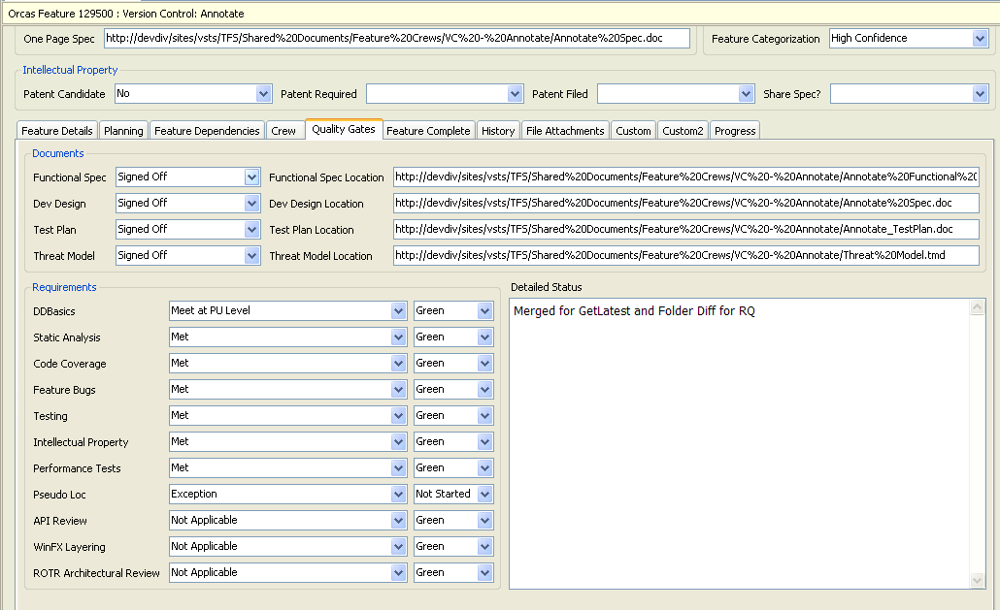 Orcas Feature 129500 : Version Control: Annotate
One Page Spec http://devdiv/sites/vsts/TFS/Shared%20Documents/Feature%20Crews/VC%20-%20Annotate/Annotate%20Spec.doc Feature Categorization High Confidence
Intellectual Property
Patent Candidate No Patent Required Patent Filed Share Spec?
Feature Details Planning Feature Dependencies Crew Quality Gates Feature Complete History File Attachments Custom Custom2 Progress
Documents
Functional Spec Signed Off Functional Spec Location http://devdiv/sites/vsts/TFS/Shared%20Documents/Feature%20Crews/VC%20-%20Annotate/Annotate%20Functional%20
Dev Design Signed Off Dev Design Location http://devdiv/sites/vsts/TFS/Shared%20Documents/Feature%20Crews/VC%20-%20Annotate/Annotate%20Spec.doc
Test Plan Signed Off Test Plan Location http://devdiv/sites/vsts/TFS/Shared%20Documents/Feature%20Crews/VC%20-%20Annotate/Annotate_TestPlan.doc
Threat Model Signed Off Threat Model Location http://devdiv/sites/vsts/TFS/Shared%20Documents/Feature%20Crews/VC%20-%20Annotate/Threat%20Model.tmd
Requirements
DDBasics Meet at PU Level Green
Static Analysis Met Green
Code Coverage Met Green
Feature Bugs Met Green
Testing Met Green
Intellectual Property Met Green
Performance Tests Met Green
Pseudo Loc Exception Not Started
API Review Not Applicable Green
WinFX Layering Not Applicable Green
ROTR Architectural Review Not Applicable Green
Detailed Status
Merged for GetLatest and Folder Diff for RQ